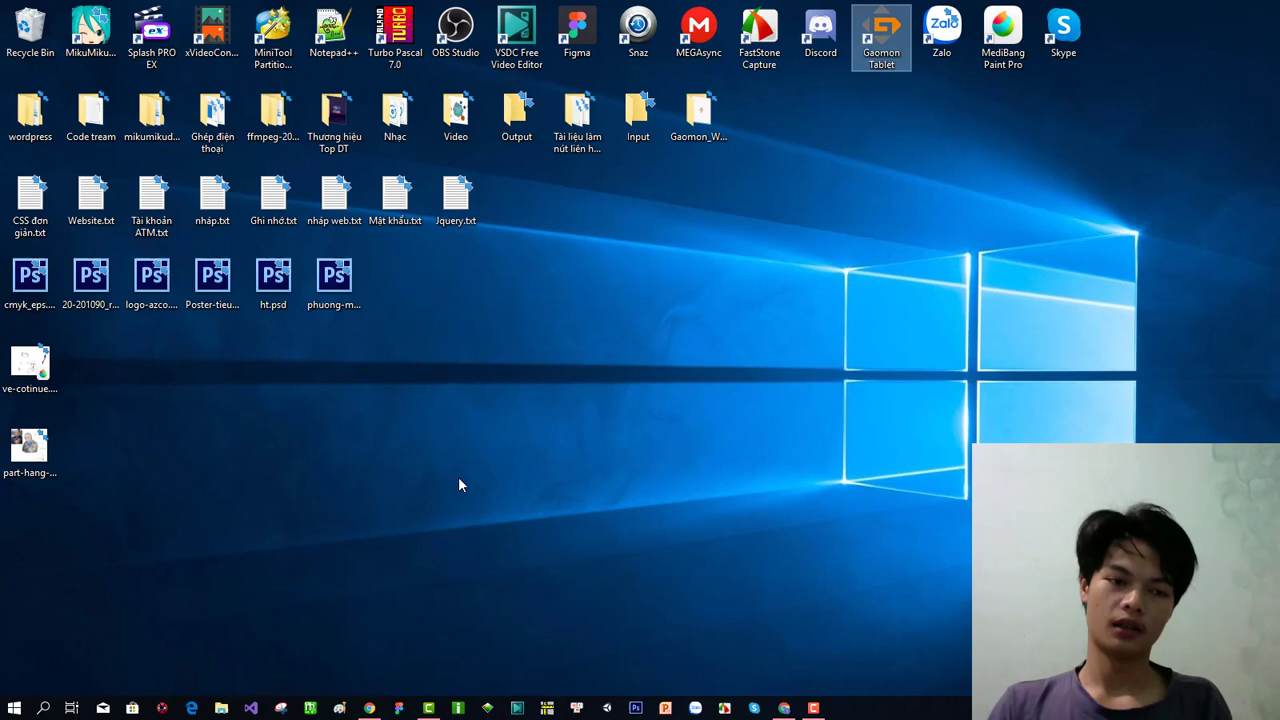 Recycle Bin
MikuMiku...
Splash PRO
EX
xVideoCon...
MiniTool
Partitio...
Notepad++
Turbo Pascal
7.0
OBS Studio
VSDC Free
Video Editor
Figma
Snaz
MEGAsync
FastStone
Capture
Discord
Gaomon
Tablet
Zalo
MediBang
Paint Pro
Skype
wordpress
Code tream
mikumikud...
Ghép điện
thoại
ffmpeg-20...
Thương hiệu
Top DT
Nhạc
Video
Output
Tài liệu làm
nút liên h...
Input
Gaomon_W...
CSS đơn
giản.txt
Website.txt
Tài khoản
ATM.txt
nháp.txt
Ghi nhớ.txt
nháp web.txt
Mật khẩu.txt
Jquery.txt
cmyk_eps....
20-201090_r...
logo-azco....
Poster-tieu...
ht.psd
phuong-m...
ve-cotinue....
part-hang-...